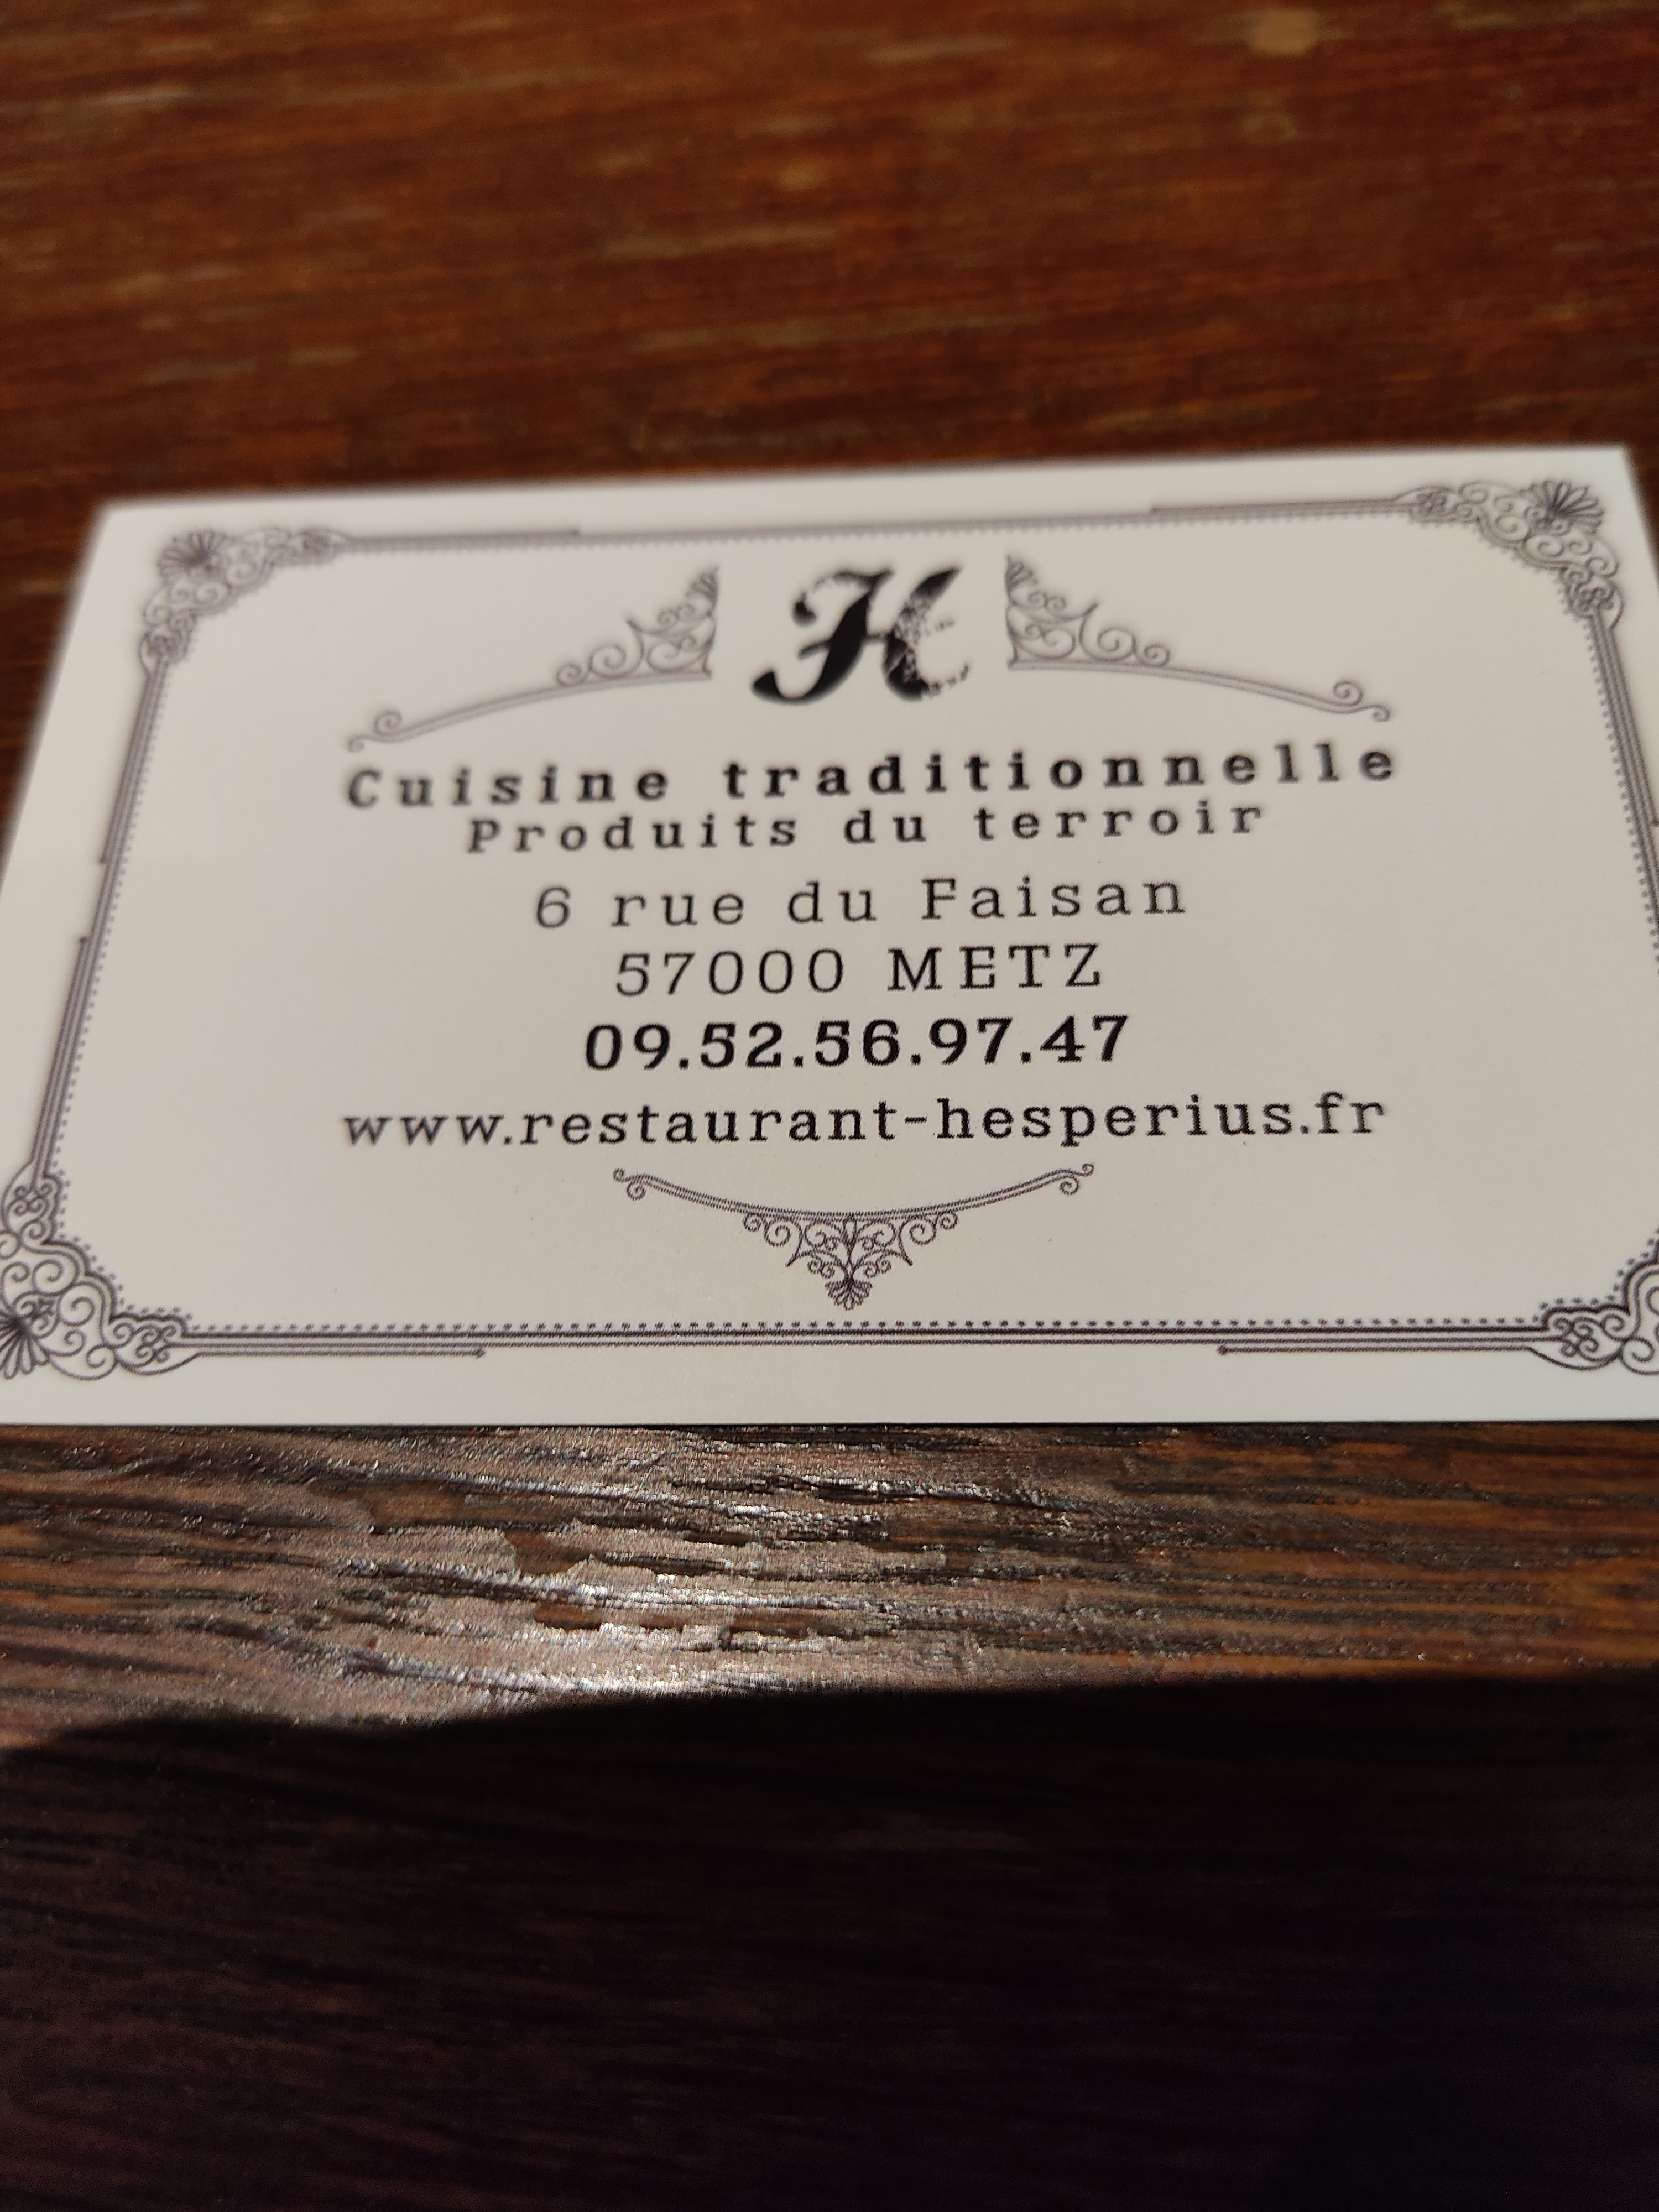 H
Cuisine traditionnelle
Produits du terroir
6 rue du Faisan
57000 METZ
09.52.56.97.47
www.restaurant-hesperius.fr